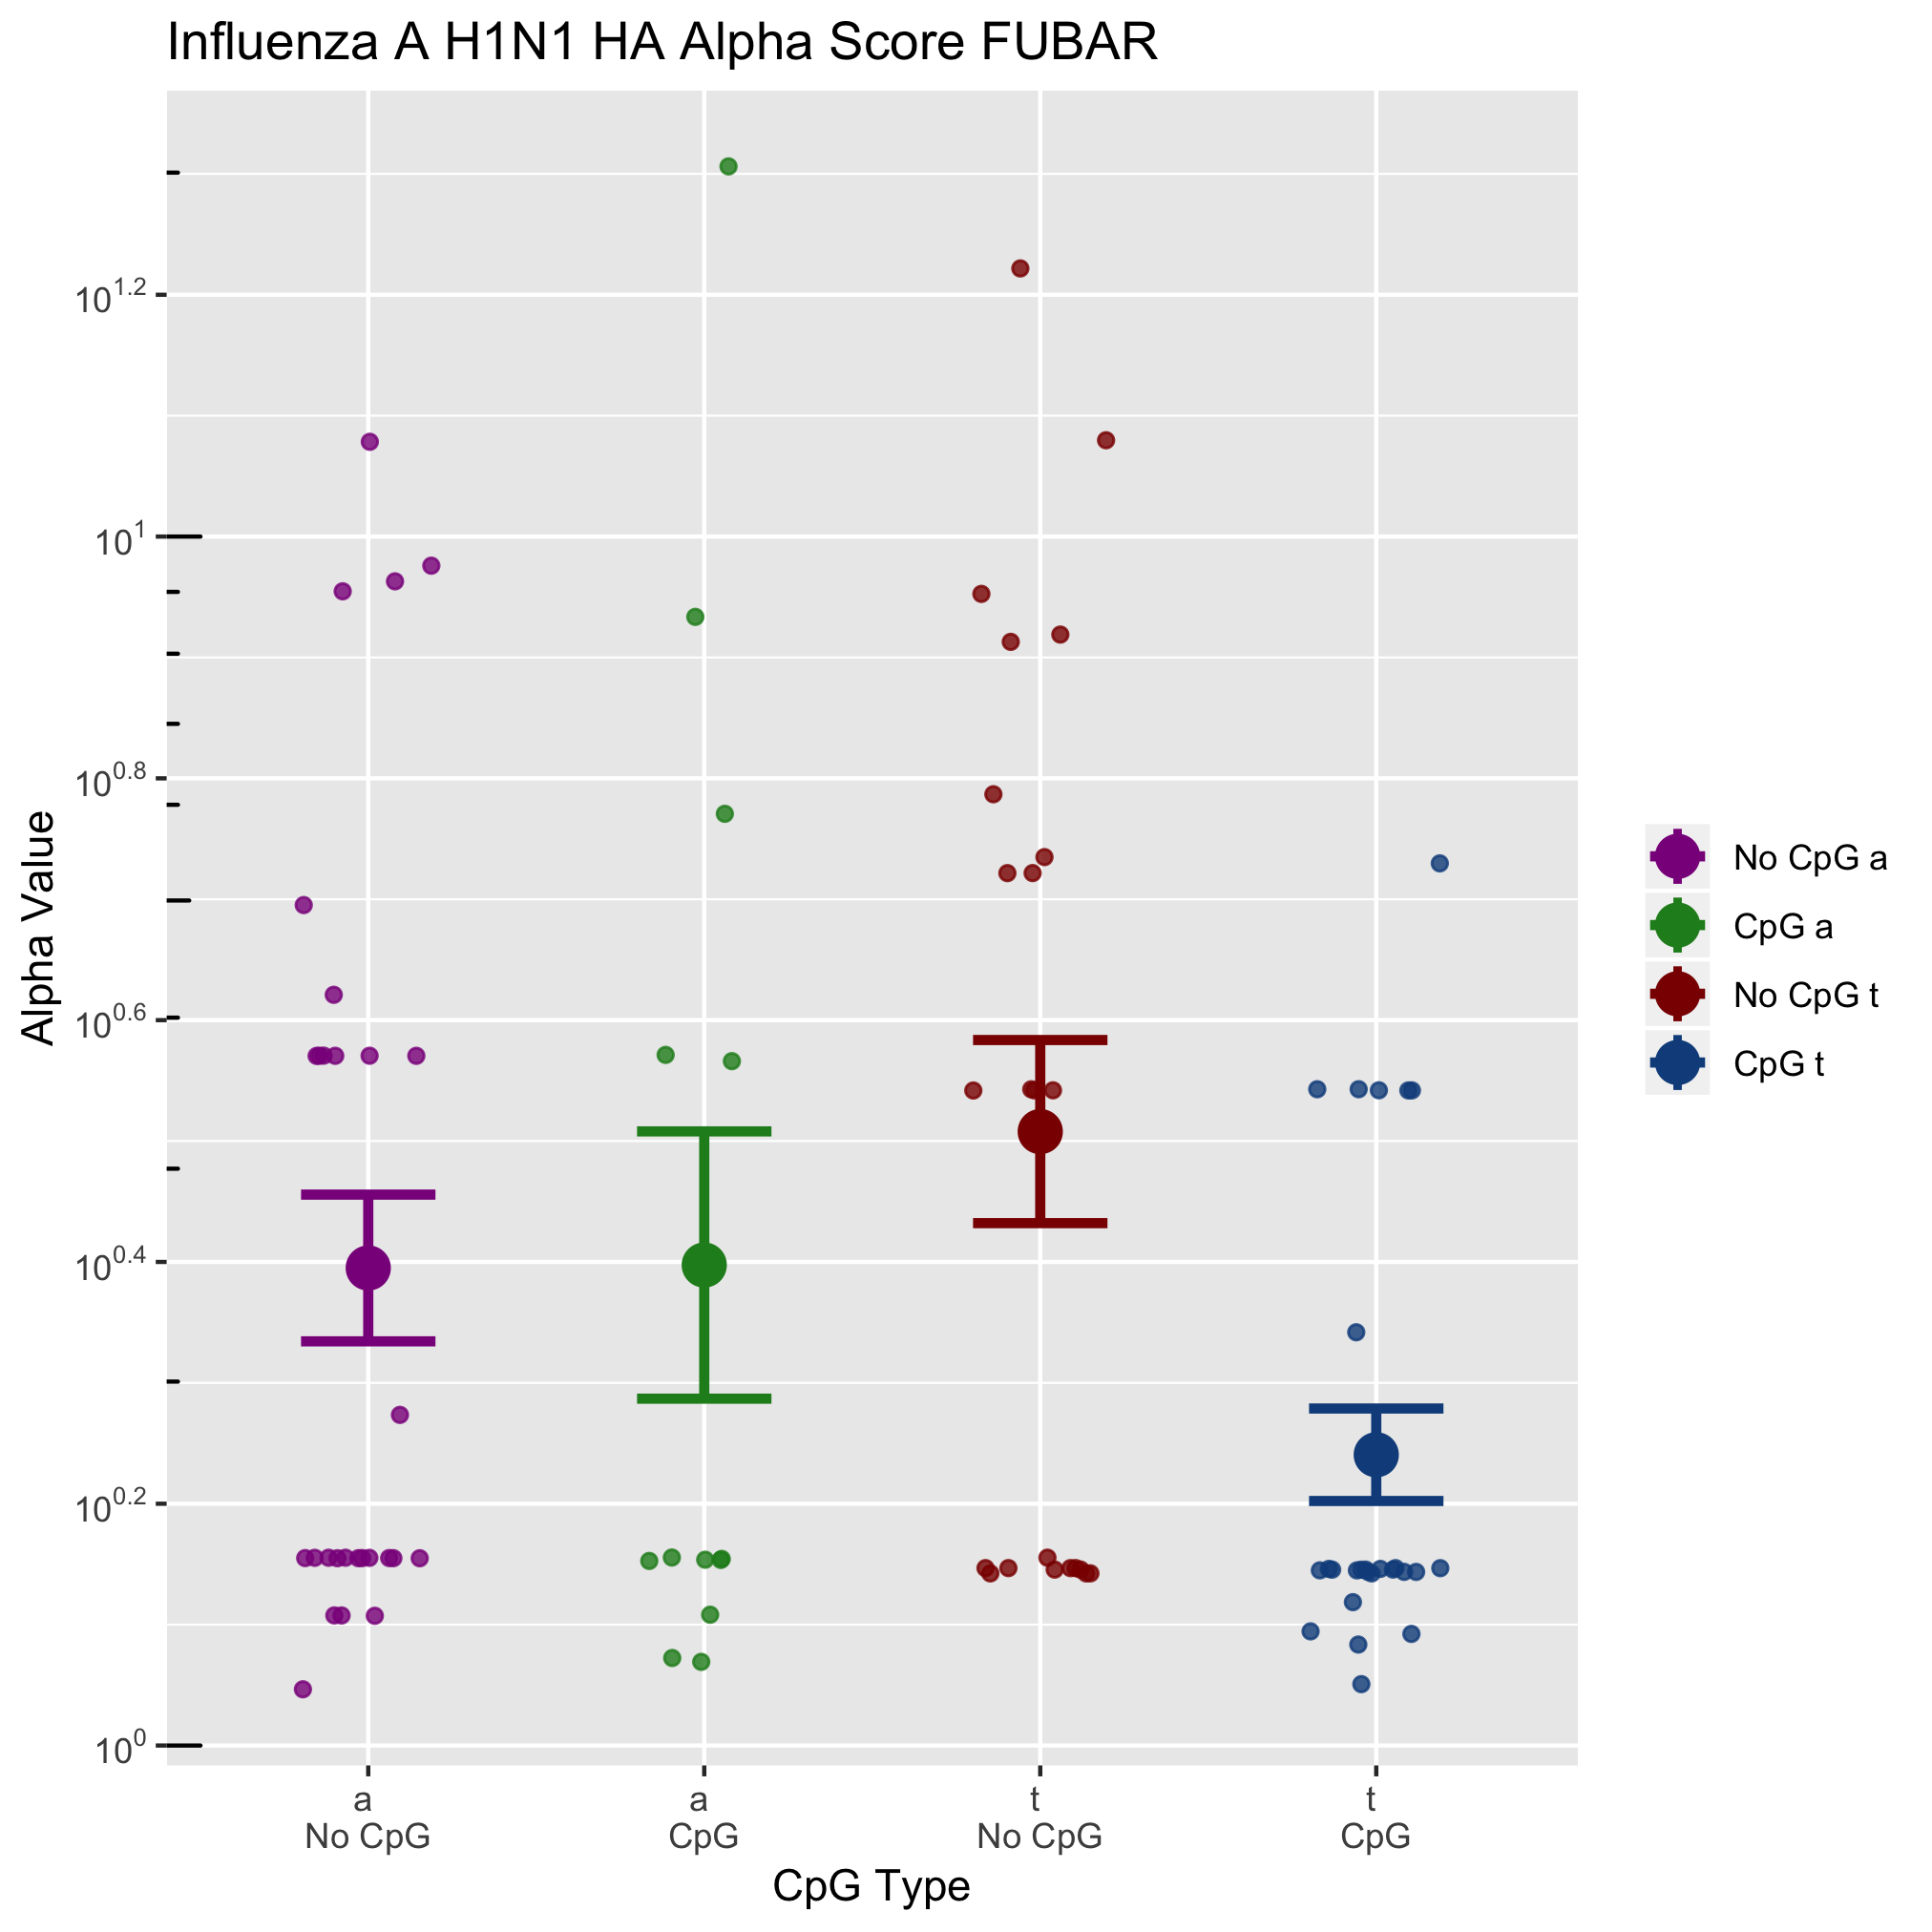 Influenza A H1N1 HA Alpha Score FUBAR
Alpha Value
10^1.2
10^1
10^0.8
10^0.6
10^0.4
10^0.2
10^0
a a t t
No CpG CpG No CpG CpG
CpG Type
No CpG a
CpG a
No CpG t
CpG t